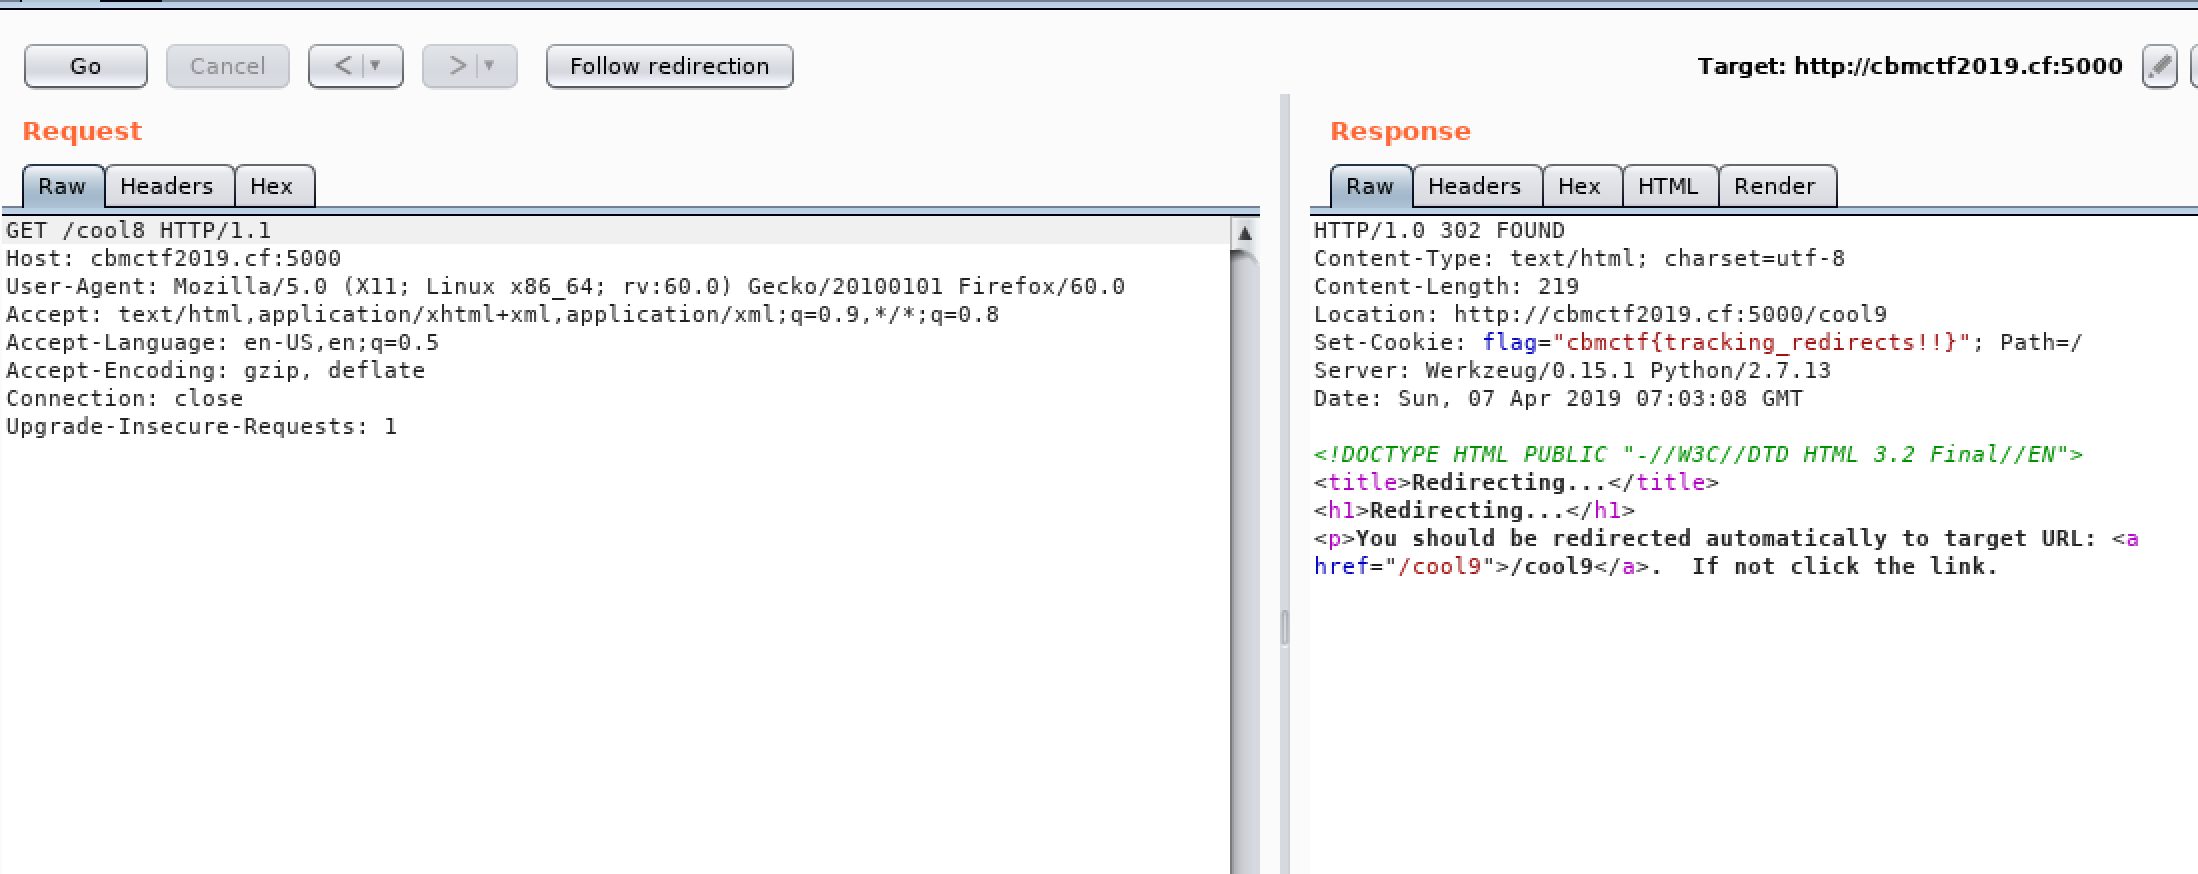 Go Cancel < > Follow redirection Target: http://cbmctf2019.cf:5000
Request
Raw Headers Hex
GET /cool8 HTTP/1.1
Host: cbmctf2019.cf:5000
User-Agent: Mozilla/5.0 (X11; Linux x86_64; rv:60.0) Gecko/20100101 Firefox/60.0
Accept: text/html,application/xhtml+xml,application/xml;q=0.9,*/*;q=0.8
Accept-Language: en-US,en;q=0.5
Accept-Encoding: gzip, deflate
Connection: close
Upgrade-Insecure-Requests: 1
Response
Raw Headers Hex HTML Render
HTTP/1.0 302 FOUND
Content-Type: text/html; charset=utf-8
Content-Length: 219
Location: http://cbmctf2019.cf:5000/cool9
Set-Cookie: flag="cbmctf{tracking_redirects!!}"; Path=/
Server: Werkzeug/0.15.1 Python/2.7.13
Date: Sun, 07 Apr 2019 07:03:08 GMT
<!DOCTYPE HTML PUBLIC "-//W3C//DTD HTML 3.2 Final//EN">
<title>Redirecting...</title>
<h1>Redirecting...</h1>
<p>You should be redirected automatically to target URL: <a
href="/cool9">/cool9</a>.  If not click the link.